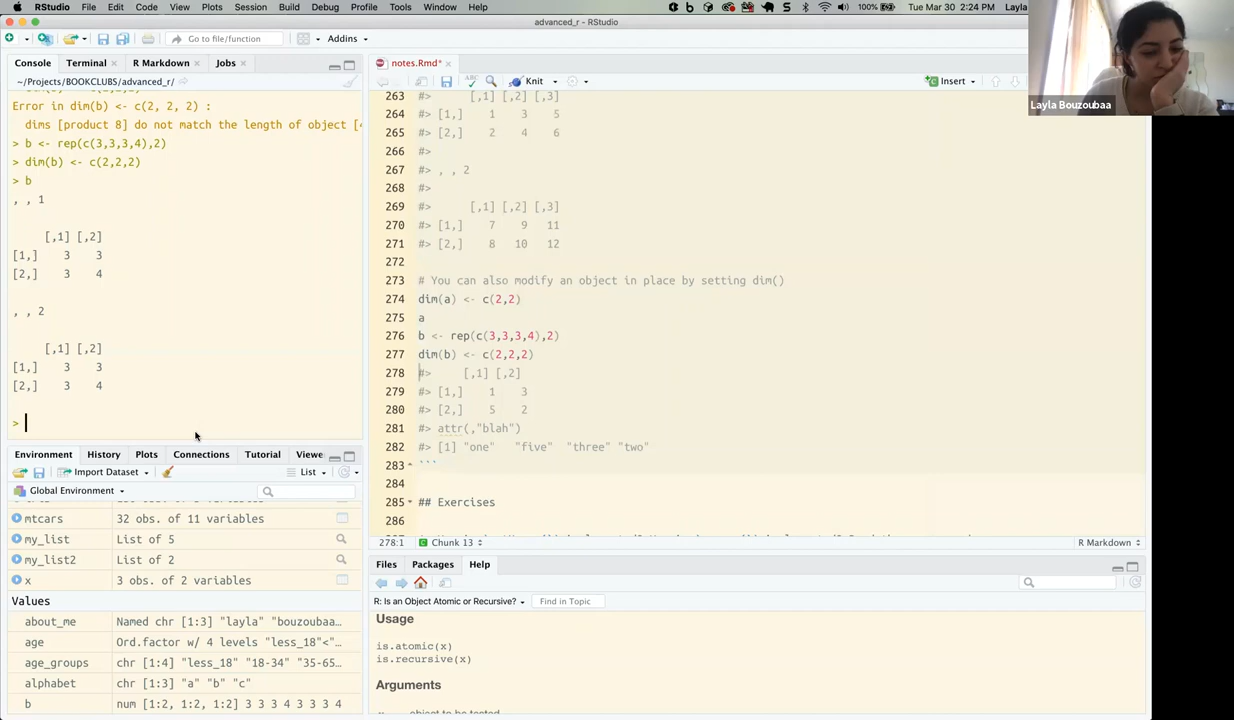 RStudio File Edit Code View Plots Session Build Debug Profile Tools Window Help 100% Tue Mar 30 2:24 PM Layla
advanced_r - RStudio
Go to file/function Addins
Console Terminal R Markdown Jobs
~/Projects/BOOKCLUBS/advanced_r/
Error in dim(b) <- c(2, 2, 2) :
dims [product 8] do not match the length of object [4
> b <- rep(c(3,3,3,4),2)
> dim(b) <- c(2,2,2)
> b
, , 1
[,1] [,2]
[1,] 3 3
[2,] 3 4
, , 2
[,1] [,2]
[1,] 3 3
[2,] 3 4
>
Environment History Plots Connections Tutorial Viewe
Import Dataset List
Global Environment
mtcars 32 obs. of 11 variables
my_list List of 5
my_list2 List of 2
x 3 obs. of 2 variables
Values
about_me Named chr [1:3] "layla" "bouzoubaa…
age Ord.factor w/ 4 levels "less_18"<"…
age_groups chr [1:4] "less_18" "18-34" "35-65…
alphabet chr [1:3] "a" "b" "c"
b num [1:2, 1:2, 1:2] 3 3 3 4 3 3 3 4
notes.Rmd*
ABC Knit Insert
263 #> [,1] [,2] [,3]
264 #> [1,] 1 3 5
265 #> [2,] 2 4 6
266 #>
267 #> , , 2
268 #>
269 #> [,1] [,2] [,3]
270 #> [1,] 7 9 11
271 #> [2,] 8 10 12
272
273 # You can also modify an object in place by setting dim()
274 dim(a) <- c(2,2)
275 a
276 b <- rep(c(3,3,3,4),2)
277 dim(b) <- c(2,2,2)
278 #> [,1] [,2]
279 #> [1,] 1 3
280 #> [2,] 5 2
281 #> attr(,"blah")
282 #> [1] "one" "five" "three" "two"
283 ```
284
285 ## Exercises
286
278:1 Chunk 13 R Markdown
Files Packages Help
R: Is an Object Atomic or Recursive? Find in Topic
Usage
is.atomic(x)
is.recursive(x)
Arguments
object to be tested
Layla Bouzoubaa